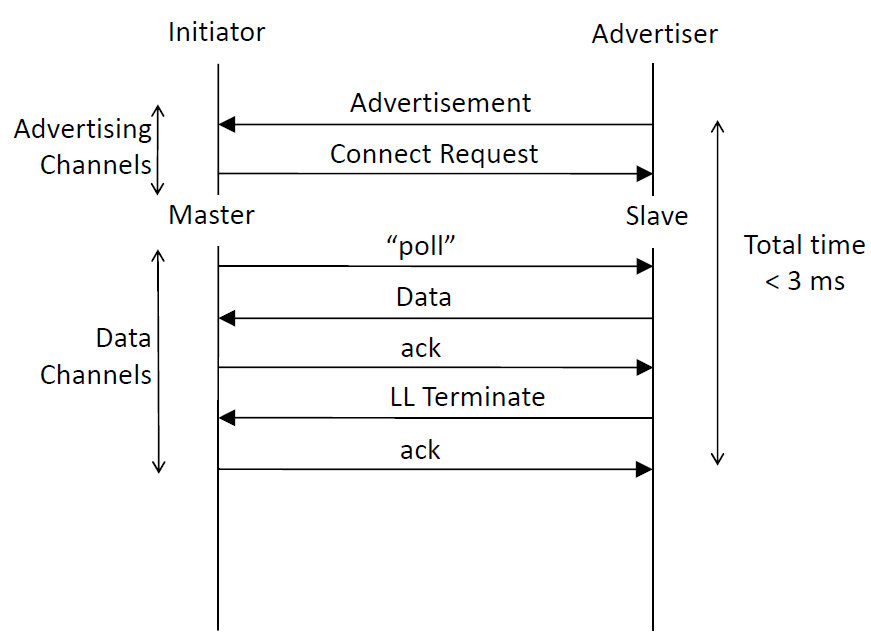 Initiator
Advertiser
Advertisement
Advertising
Channels
Connect Request
Master
Slave
“poll”
Total time
< 3 ms
Data
Data
Channels
ack
LL Terminate
ack